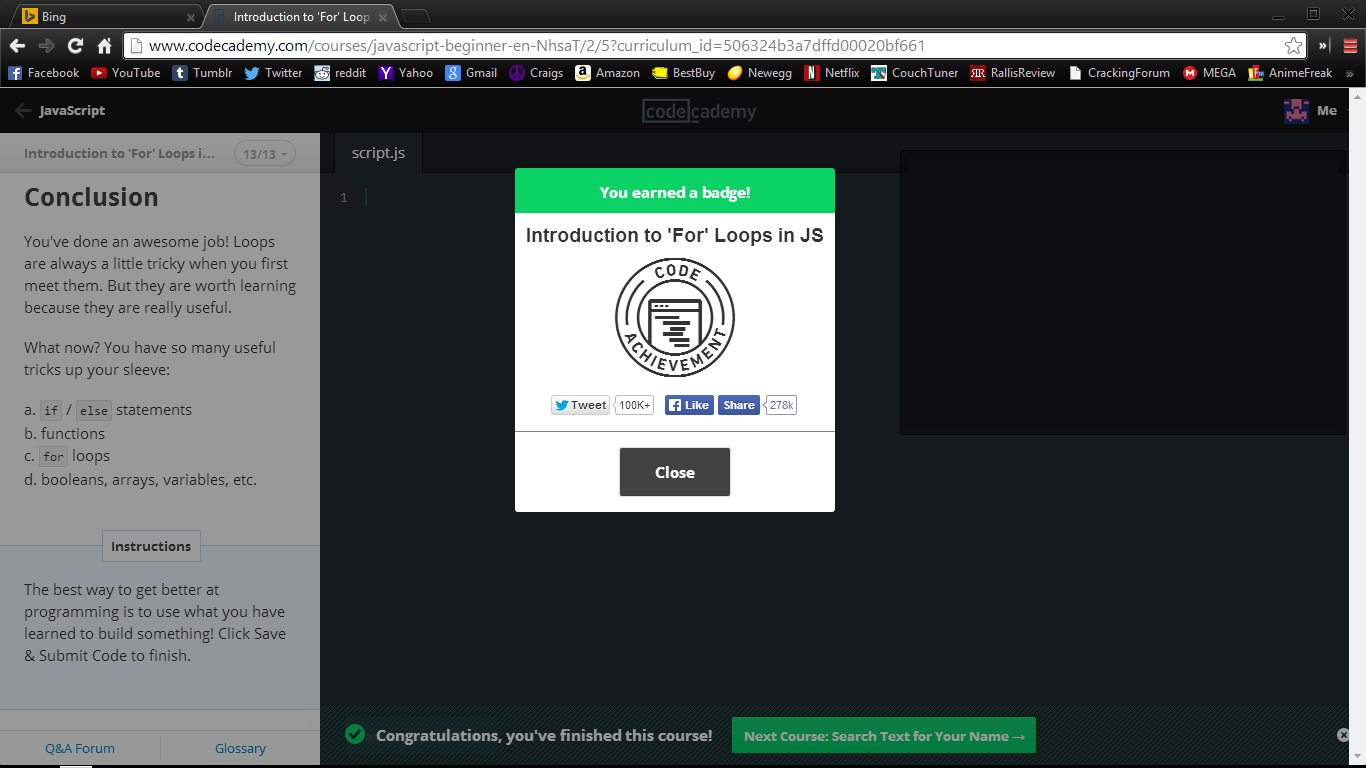 Bing
Introduction to 'For' Loop
www.codecademy.com/courses/javascript-beginner-en-NhsaT/2/5?curriculum_id=506324b3a7dffd00020bf661
Facebook YouTube Tumblr Twitter reddit Yahoo Gmail Craigs Amazon BestBuy Newegg Netflix CouchTuner RallisReview CrackingForum MEGA AnimeFreak »
JavaScript
codecademy
Me
Introduction to 'For' Loops i...
13/13
script.js
1
Conclusion
You've done an awesome job! Loops
are always a little tricky when you first
meet them. But they are worth learning
because they are really useful.
What now? You have so many useful
tricks up your sleeve:
a. if / else statements
b. functions
c. for loops
d. booleans, arrays, variables, etc.
Instructions
The best way to get better at
programming is to use what you have
learned to build something! Click Save
& Submit Code to finish.
Q&A Forum
Glossary
You earned a badge!
Introduction to 'For' Loops in JS
CODE
ACHIEVEMENT
Tweet 100K+ Like Share 278k
Close
Congratulations, you've finished this course!
Next Course: Search Text for Your Name →